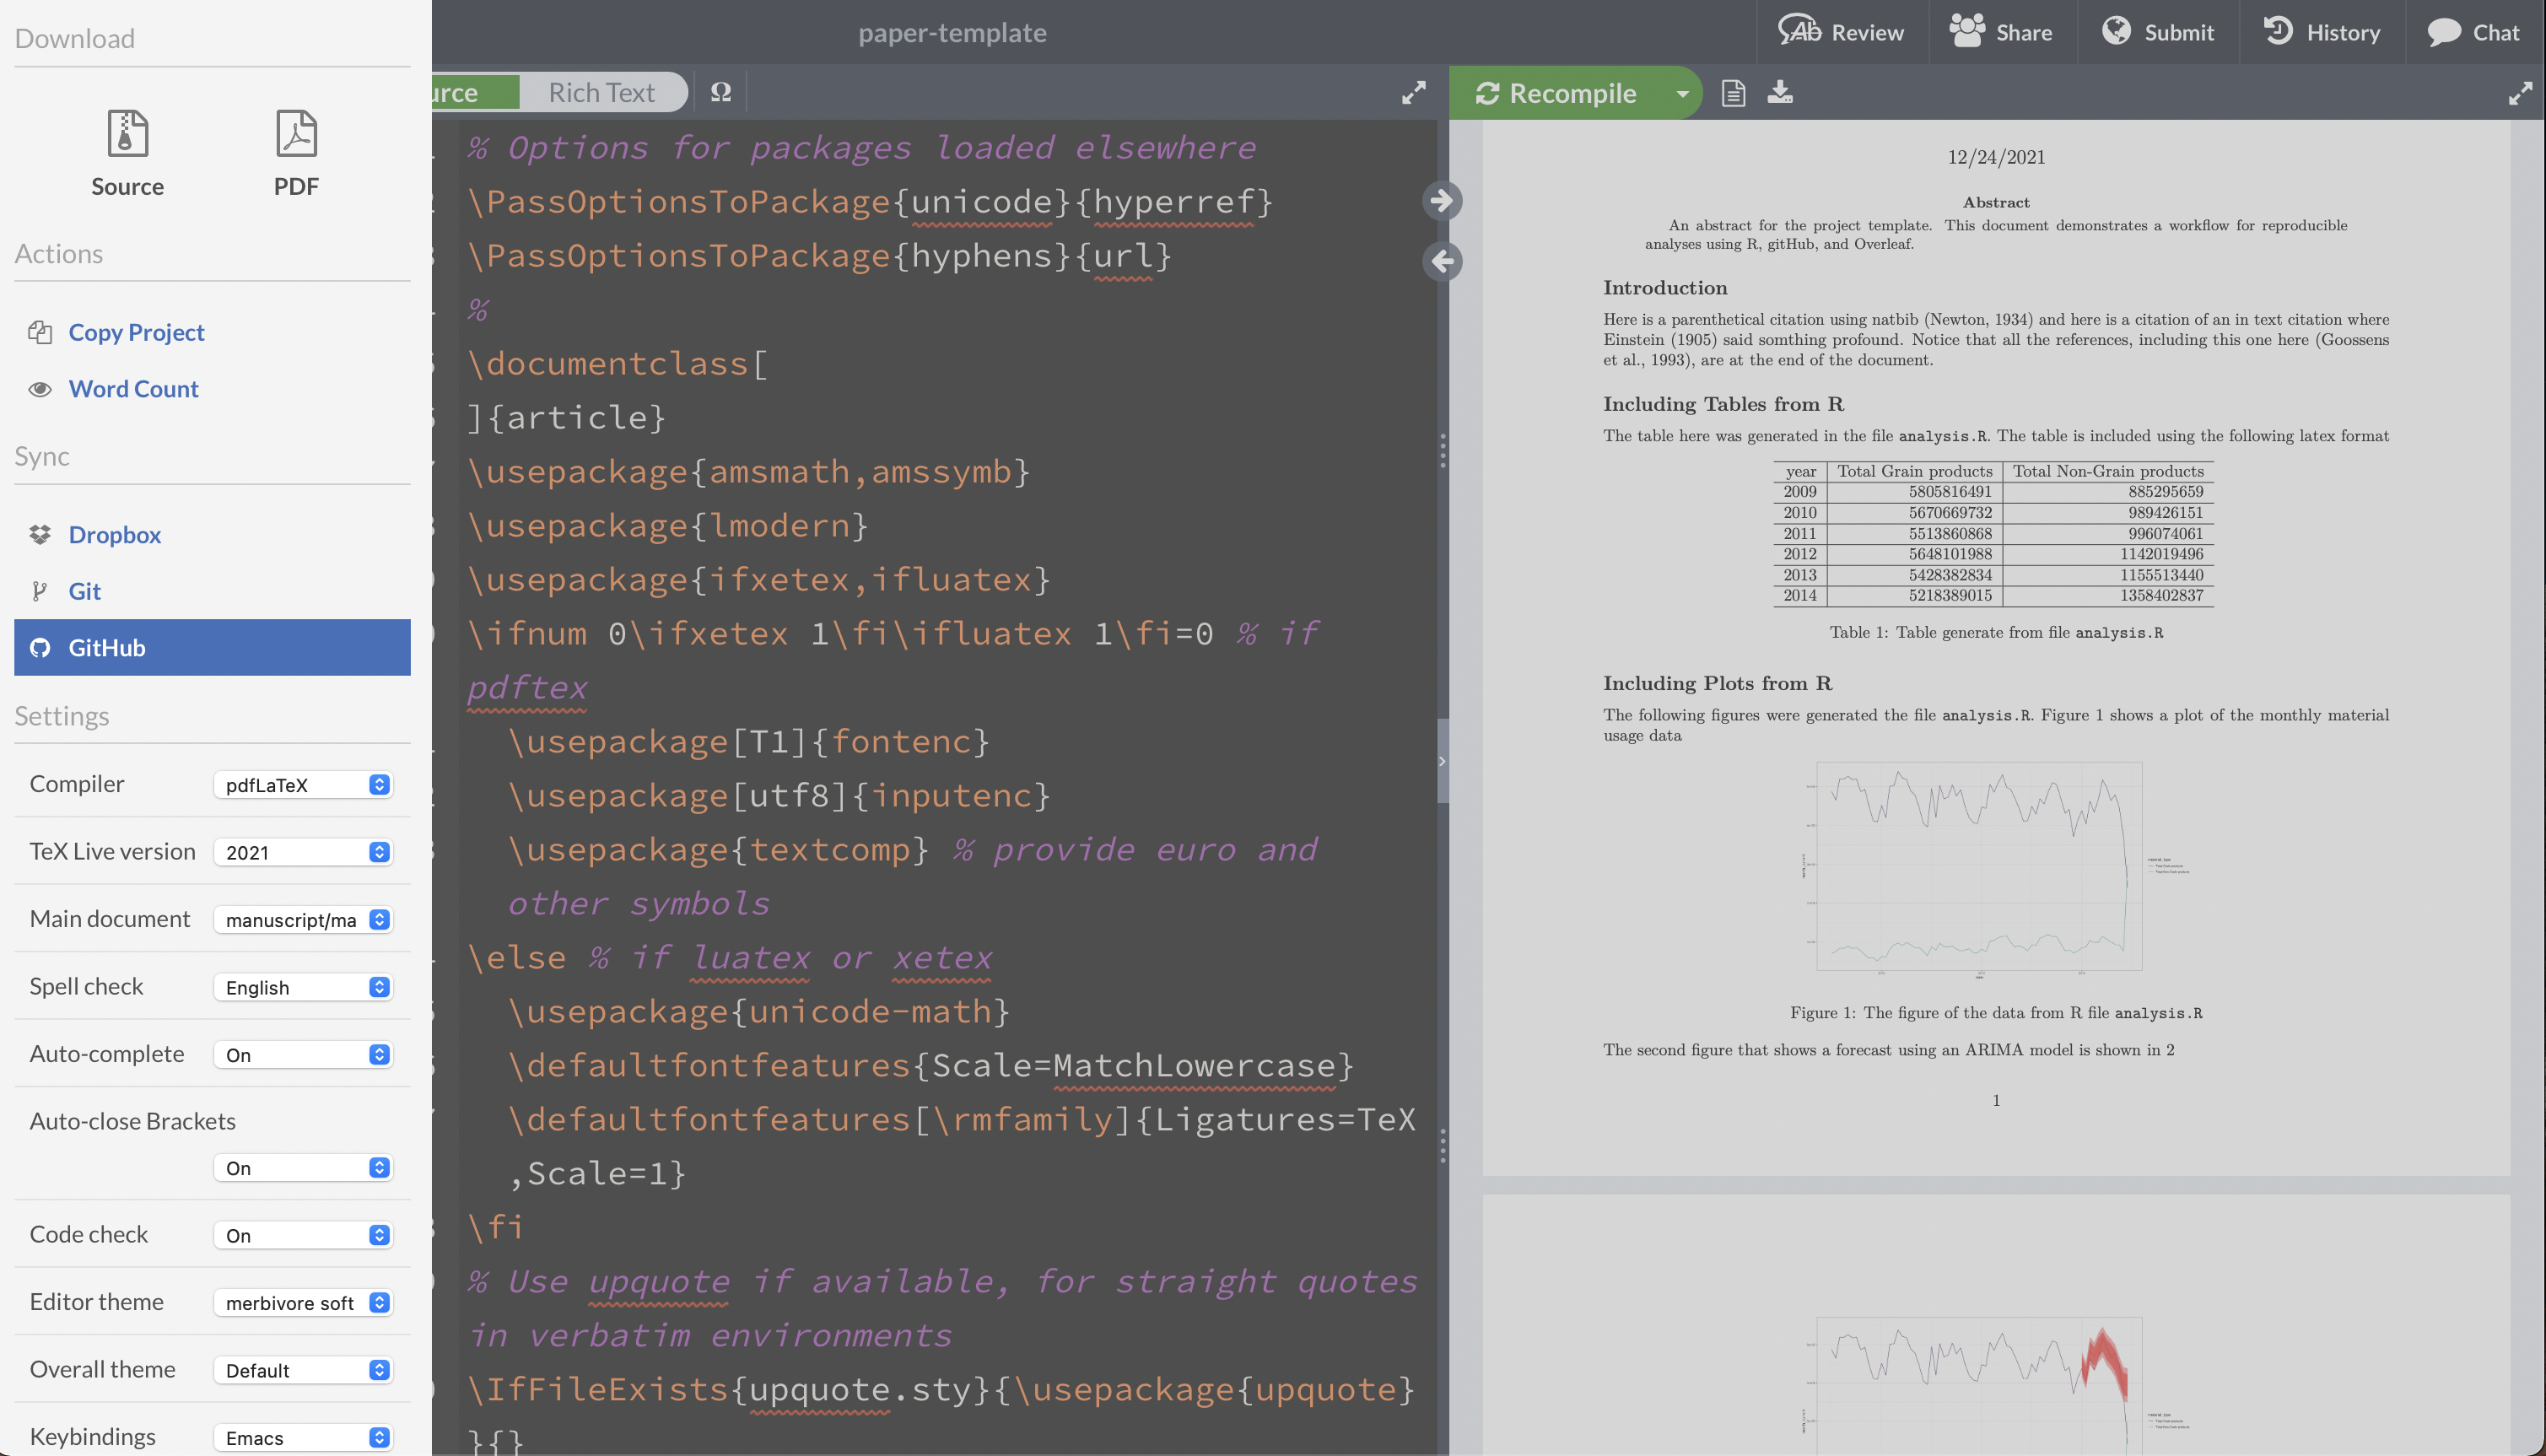 Download
Source
PDF
Actions
Copy Project
Word Count
Sync
Dropbox
Git
GitHub
Settings
Compiler pdfLaTeX
TeX Live version 2021
Main document manuscript/ma
Spell check English
Auto-complete On
Auto-close Brackets
On
Code check On
Editor theme merbivore soft
Overall theme Default
Keybindings Emacs
paper-template
Review
Share
Submit
History
Chat
urce
Rich Text
Ω
Recompile
% Options for packages loaded elsewhere
\PassOptionsToPackage{unicode}{hyperref}
\PassOptionsToPackage{hyphens}{url}
%
\documentclass[
]{article}
\usepackage{amsmath,amssymb}
\usepackage{lmodern}
\usepackage{ifxetex,ifluatex}
\ifnum 0\ifxetex 1\fi\ifluatex 1\fi=0 % if
pdftex
\usepackage[T1]{fontenc}
\usepackage[utf8]{inputenc}
\usepackage{textcomp} % provide euro and
other symbols
\else % if luatex or xetex
\usepackage{unicode-math}
\defaultfontfeatures{Scale=MatchLowercase}
\defaultfontfeatures[\rmfamily]{Ligatures=TeX
,Scale=1}
\fi
% Use upquote if available, for straight quotes
in verbatim environments
\IfFileExists{upquote.sty}{\usepackage{upquote}
}{}
12/24/2021
Abstract
An abstract for the project template. This document demonstrates a workflow for reproducible
analyses using R, gitHub, and Overleaf.
Introduction
Here is a parenthetical citation using natbib (Newton, 1934) and here is a citation of an in text citation where
Einstein (1905) said somthing profound. Notice that all the references, including this one here (Goossens
et al., 1993), are at the end of the document.
Including Tables from R
The table here was generated in the file analysis.R. The table is included using the following latex format
year Total Grain products Total Non-Grain products
2009 5805816491 885295659
2010 5670669732 989426151
2011 5513860868 996074061
2012 5648101988 1142019496
2013 5428382834 1155513440
2014 5218389015 1358402837
Table 1: Table generate from file analysis.R
Including Plots from R
The following figures were generated the file analysis.R. Figure 1 shows a plot of the monthly material
usage data
Figure 1: The figure of the data from R file analysis.R
The second figure that shows a forecast using an ARIMA model is shown in 2
1